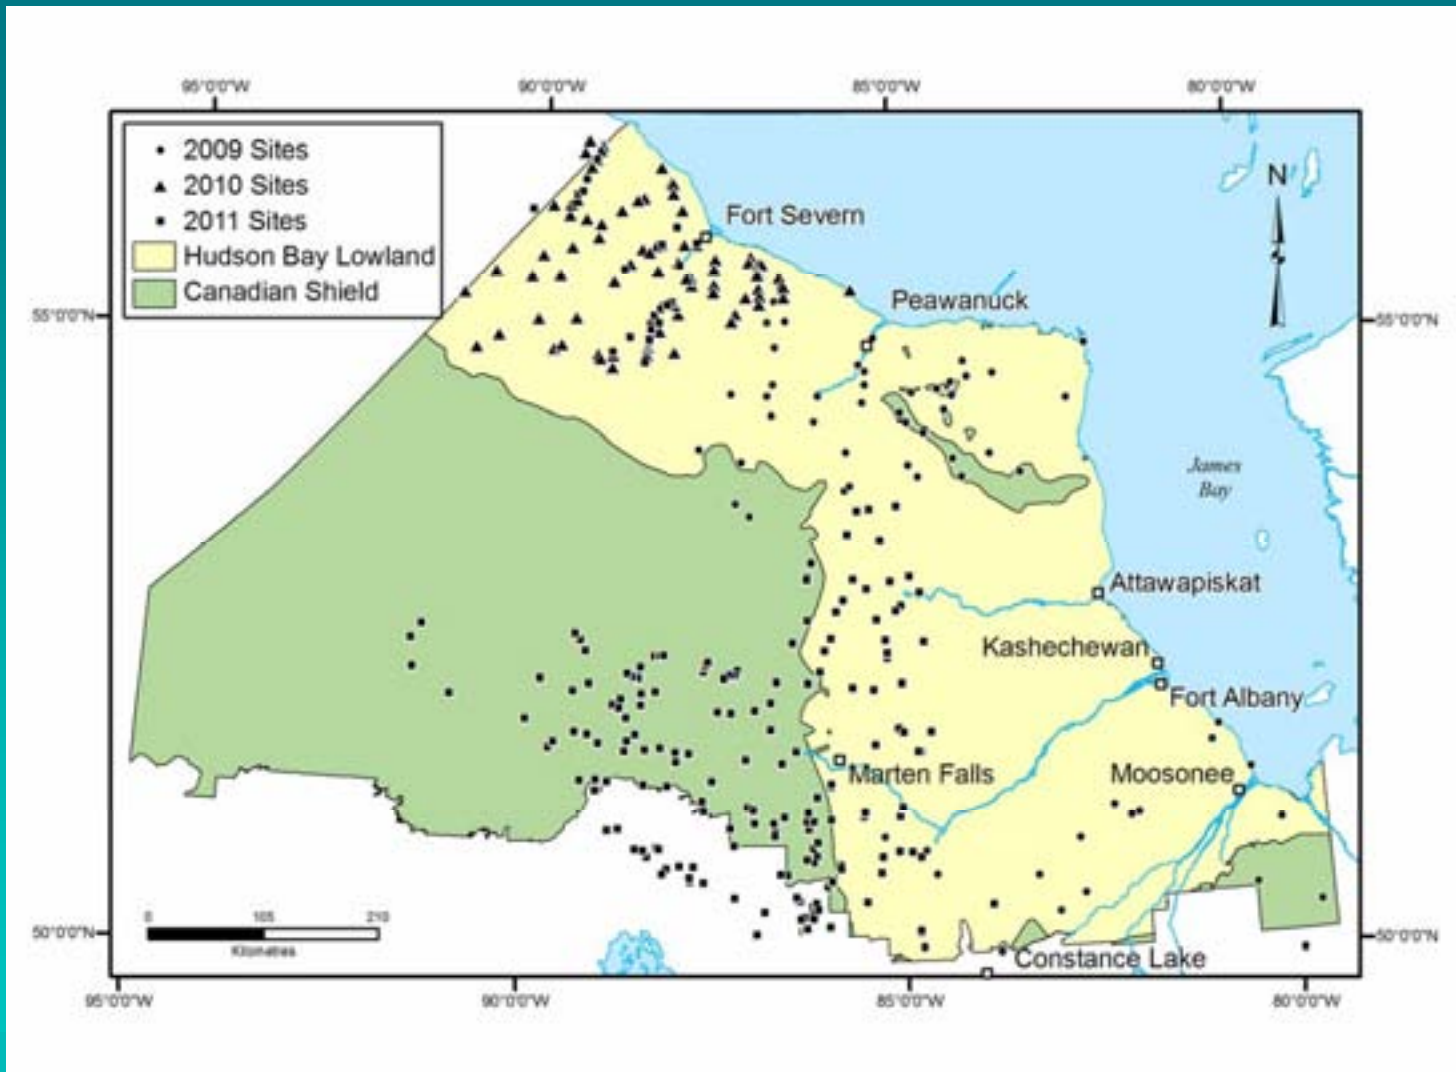 95°0'0"W 90°0'0"W 85°0'0"W 80°0'0"W
2009 Sites
2010 Sites
2011 Sites
Hudson Bay Lowland
Canadian Shield
N
Fort Severn
Peawanuck
55°0'0"N 55°0'0"N
James
Bay
Attawapiskat
Kashechewan
Fort Albany
Marten Falls
Moosonee
0 105 210
Kilometres
50°0'0"N 50°0'0"N
Constance Lake
95°0'0"W 90°0'0"W 85°0'0"W 80°0'0"W